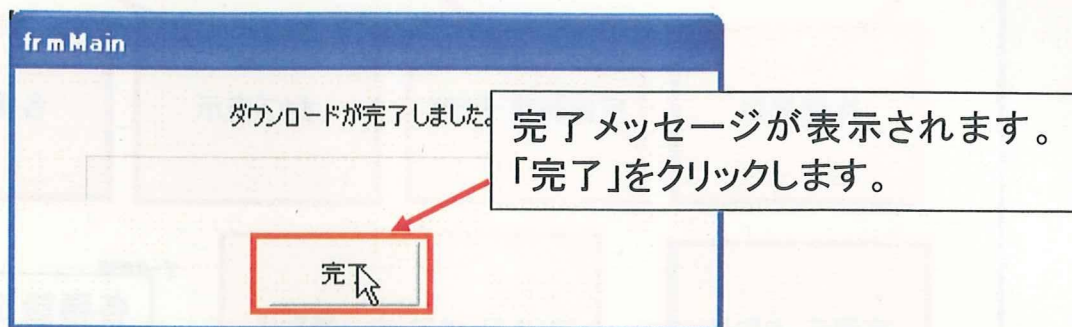 frmMain
ダウンロードが完了しました。
完了メッセージが表示されます。
「完了」をクリックします。
完了